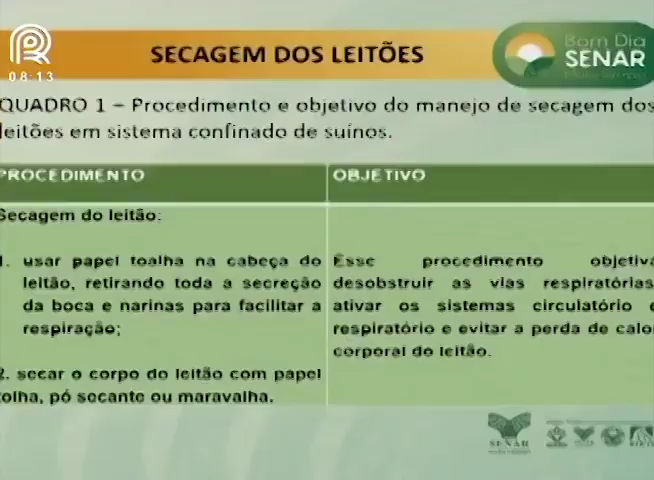 08:13
SECAGEM DOS LEITÕES
Bom Dia
SENAR
QUADRO 1 – Procedimento e objetivo do manejo de secagem dos
leitões em sistema confinado de suínos.
PROCEDIMENTO
OBJETIVO
Secagem do leitão:
1. usar papel toalha na cabeça do
leitão, retirando toda a secreção
da boca e narinas para facilitar a
respiração;
2. secar o corpo do leitão com papel
tolha, pó secante ou maravalha.
Esse procedimento objetiva
desobstruir as vias respiratórias
ativar os sistemas circulatório e
respiratório e evitar a perda de calo
corporal do leitão.
SENAR